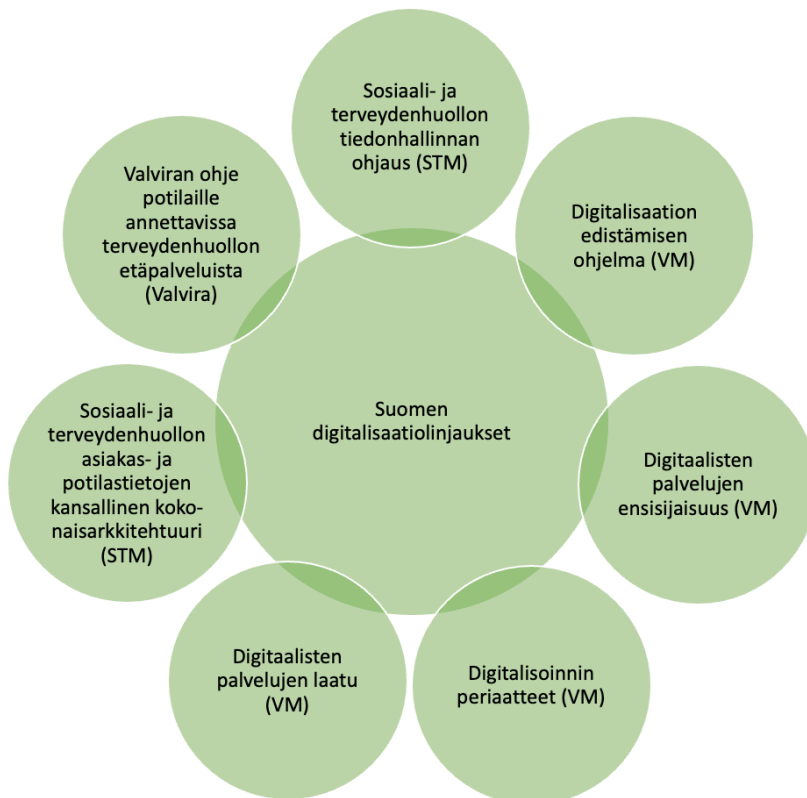 Sosiaali- ja
terveydenhuollon
tiedonhallinnan
ohjaus (STM)
Digitalisaation
edistämisen
ohjelma (VM)
Digitaalisten
palvelujen
ensisijaisuus (VM)
Digitalisoinnin
periaatteet (VM)
Digitaalisten
palvelujen laatu
(VM)
Sosiaali- ja
terveydenhuollon
asiakas- ja
potilastietojen
kansallinen koko-
naisarkkitehtuuri
(STM)
Valviran ohje
potilaille
annettavissa
terveydenhuollon
etäpalveluista
(Valvira)
Suomen
digitalisaatiolinjaukset